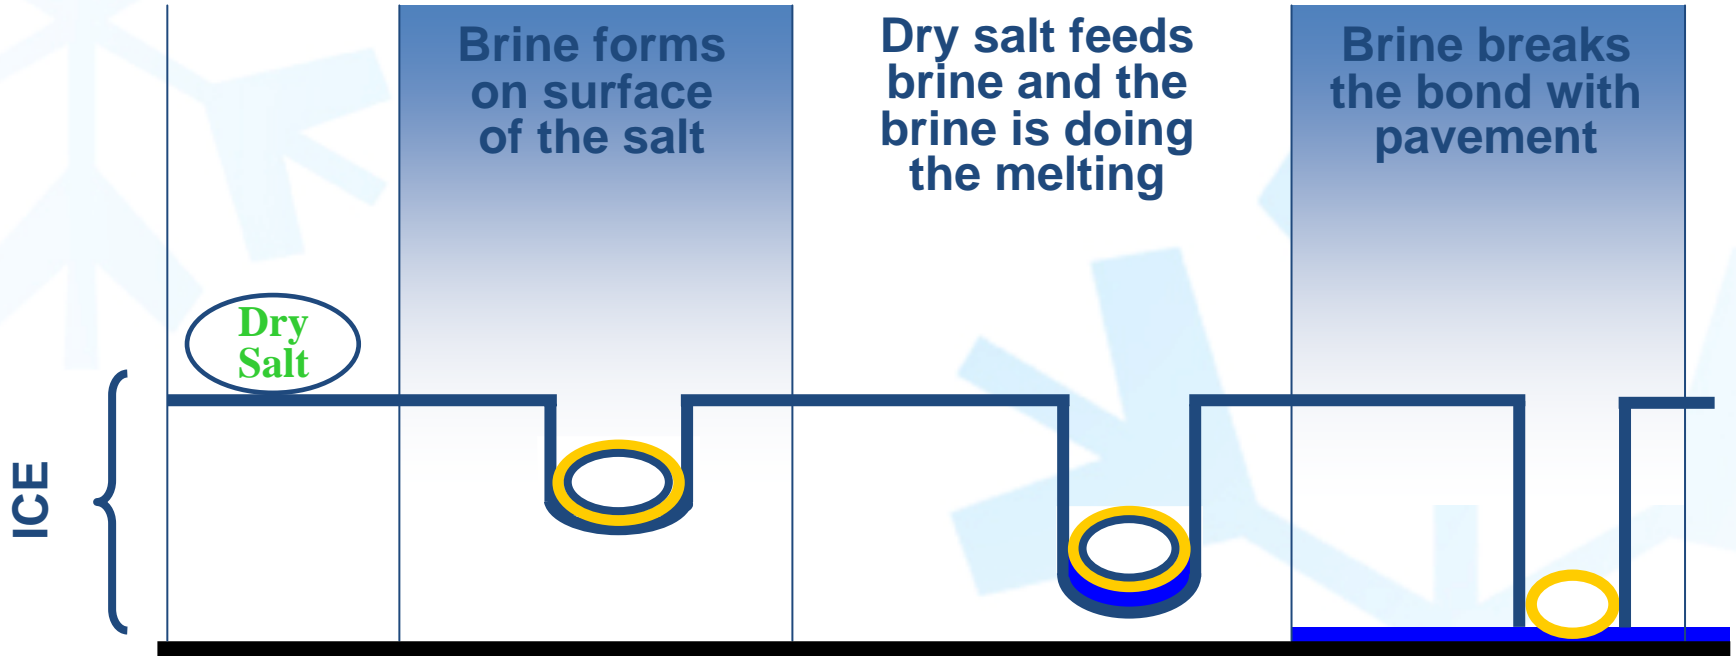 Brine forms
on surface
of the salt
Dry salt feeds
brine and the
brine is doing
the melting
Brine breaks
the bond with
pavement
Dry
Salt
ICE